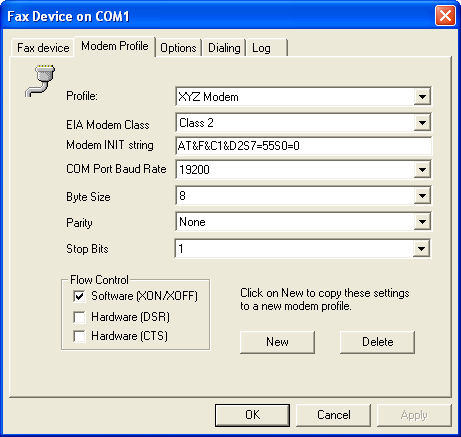 Fax Device on COM1
Fax device Modem Profile Options Dialing Log
Profile: XYZ Modem
EIA Modem Class Class 2
Modem INIT string AT&F&C1&D2S7=55S0=0
COM Port Baud Rate 19200
Byte Size 8
Parity None
Stop Bits 1
Flow Control
Software (XON/XOFF)
Hardware (DSR)
Hardware (CTS)
Click on New to copy these settings
to a new modem profile.
New Delete
OK Cancel Apply